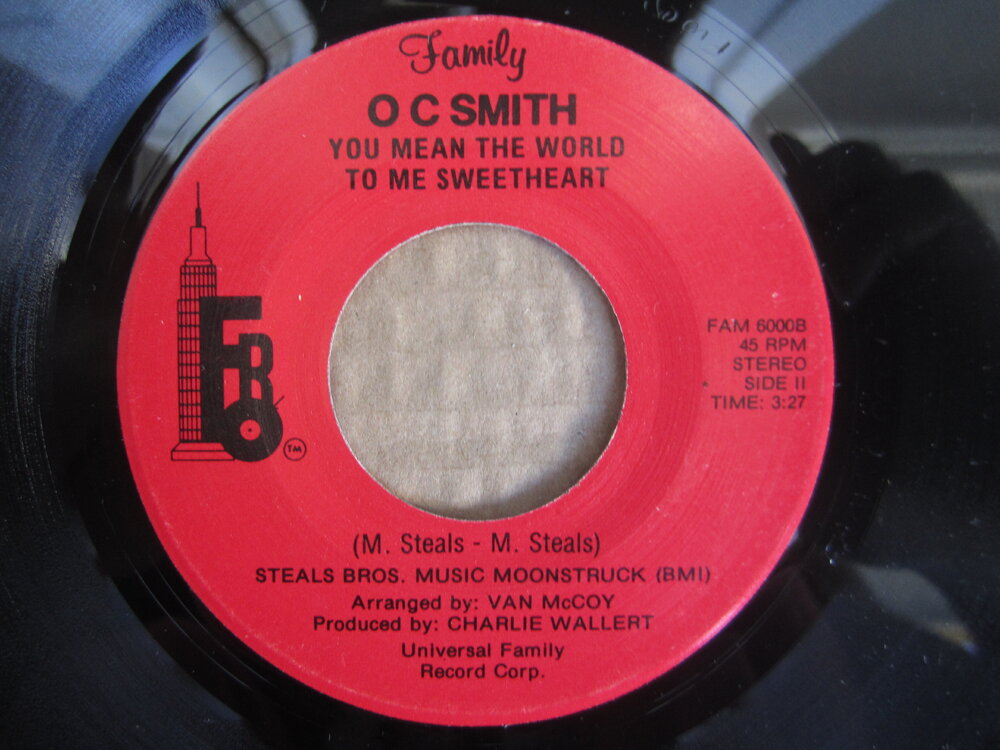 Family
O C SMITH
YOU MEAN THE WORLD
TO ME SWEETHEART
FRC
TM
FAM 6000B
45 RPM
STEREO
SIDE II
TIME: 3:27
(M. Steals - M. Steals)
STEALS BROS. MUSIC MOONSTRUCK (BMI)
Arranged by: VAN McCOY
Produced by: CHARLIE WALLERT
Universal Family
Record Corp.